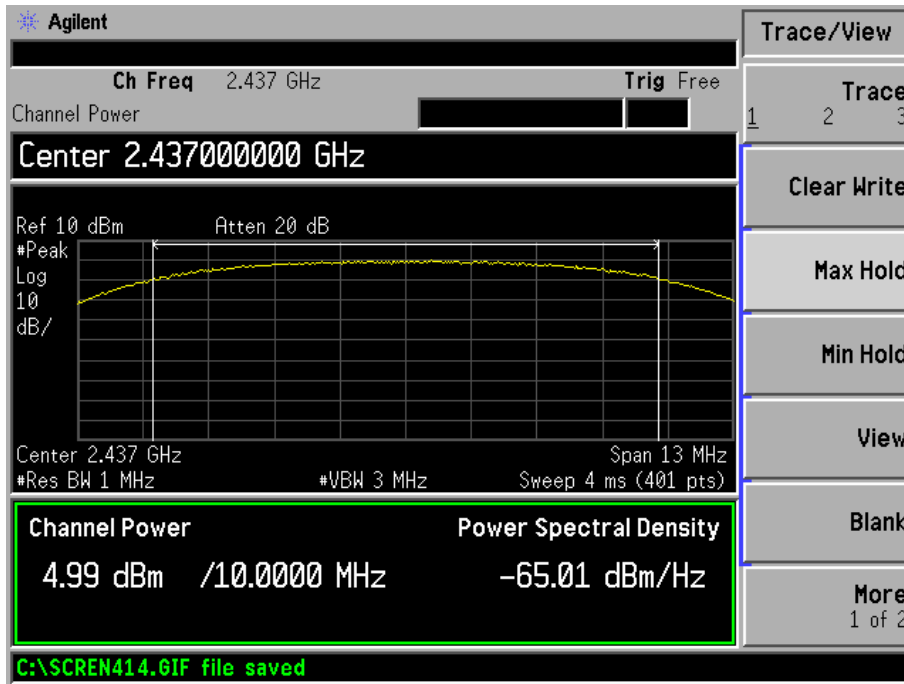 Agilent
Trace/View
Ch Freq 2.437 GHz Trig Free
Channel Power
Trace
1 2 3
Center 2.437000000 GHz
Clear Write
Ref 10 dBm Atten 20 dB
#Peak
Log
10
dB/
Max Hold
Min Hold
View
Center 2.437 GHz Span 13 MHz
#Res BW 1 MHz #VBW 3 MHz Sweep 4 ms (401 pts)
Channel Power Power Spectral Density
4.99 dBm /10.0000 MHz -65.01 dBm/Hz
Blank
More
1 of 2
C:\SCREN414.GIF file saved